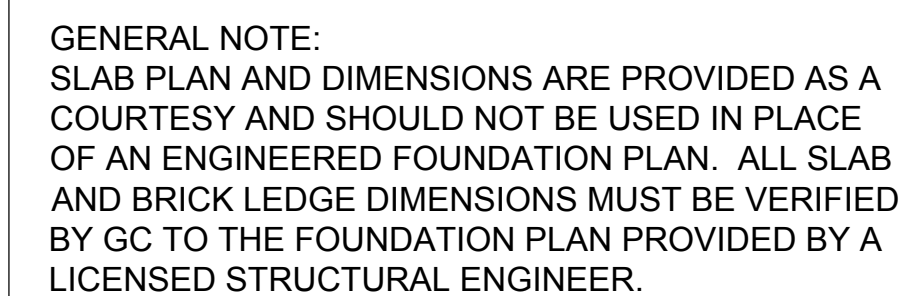 GENERAL NOTE:
SLAB PLAN AND DIMENSIONS ARE PROVIDED AS A
COURTESY AND SHOULD NOT BE USED IN PLACE
OF AN ENGINEERED FOUNDATION PLAN.  ALL SLAB
AND BRICK LEDGE DIMENSIONS MUST BE VERIFIED
BY GC TO THE FOUNDATION PLAN PROVIDED BY A
LICENSED STRUCTURAL ENGINEER.